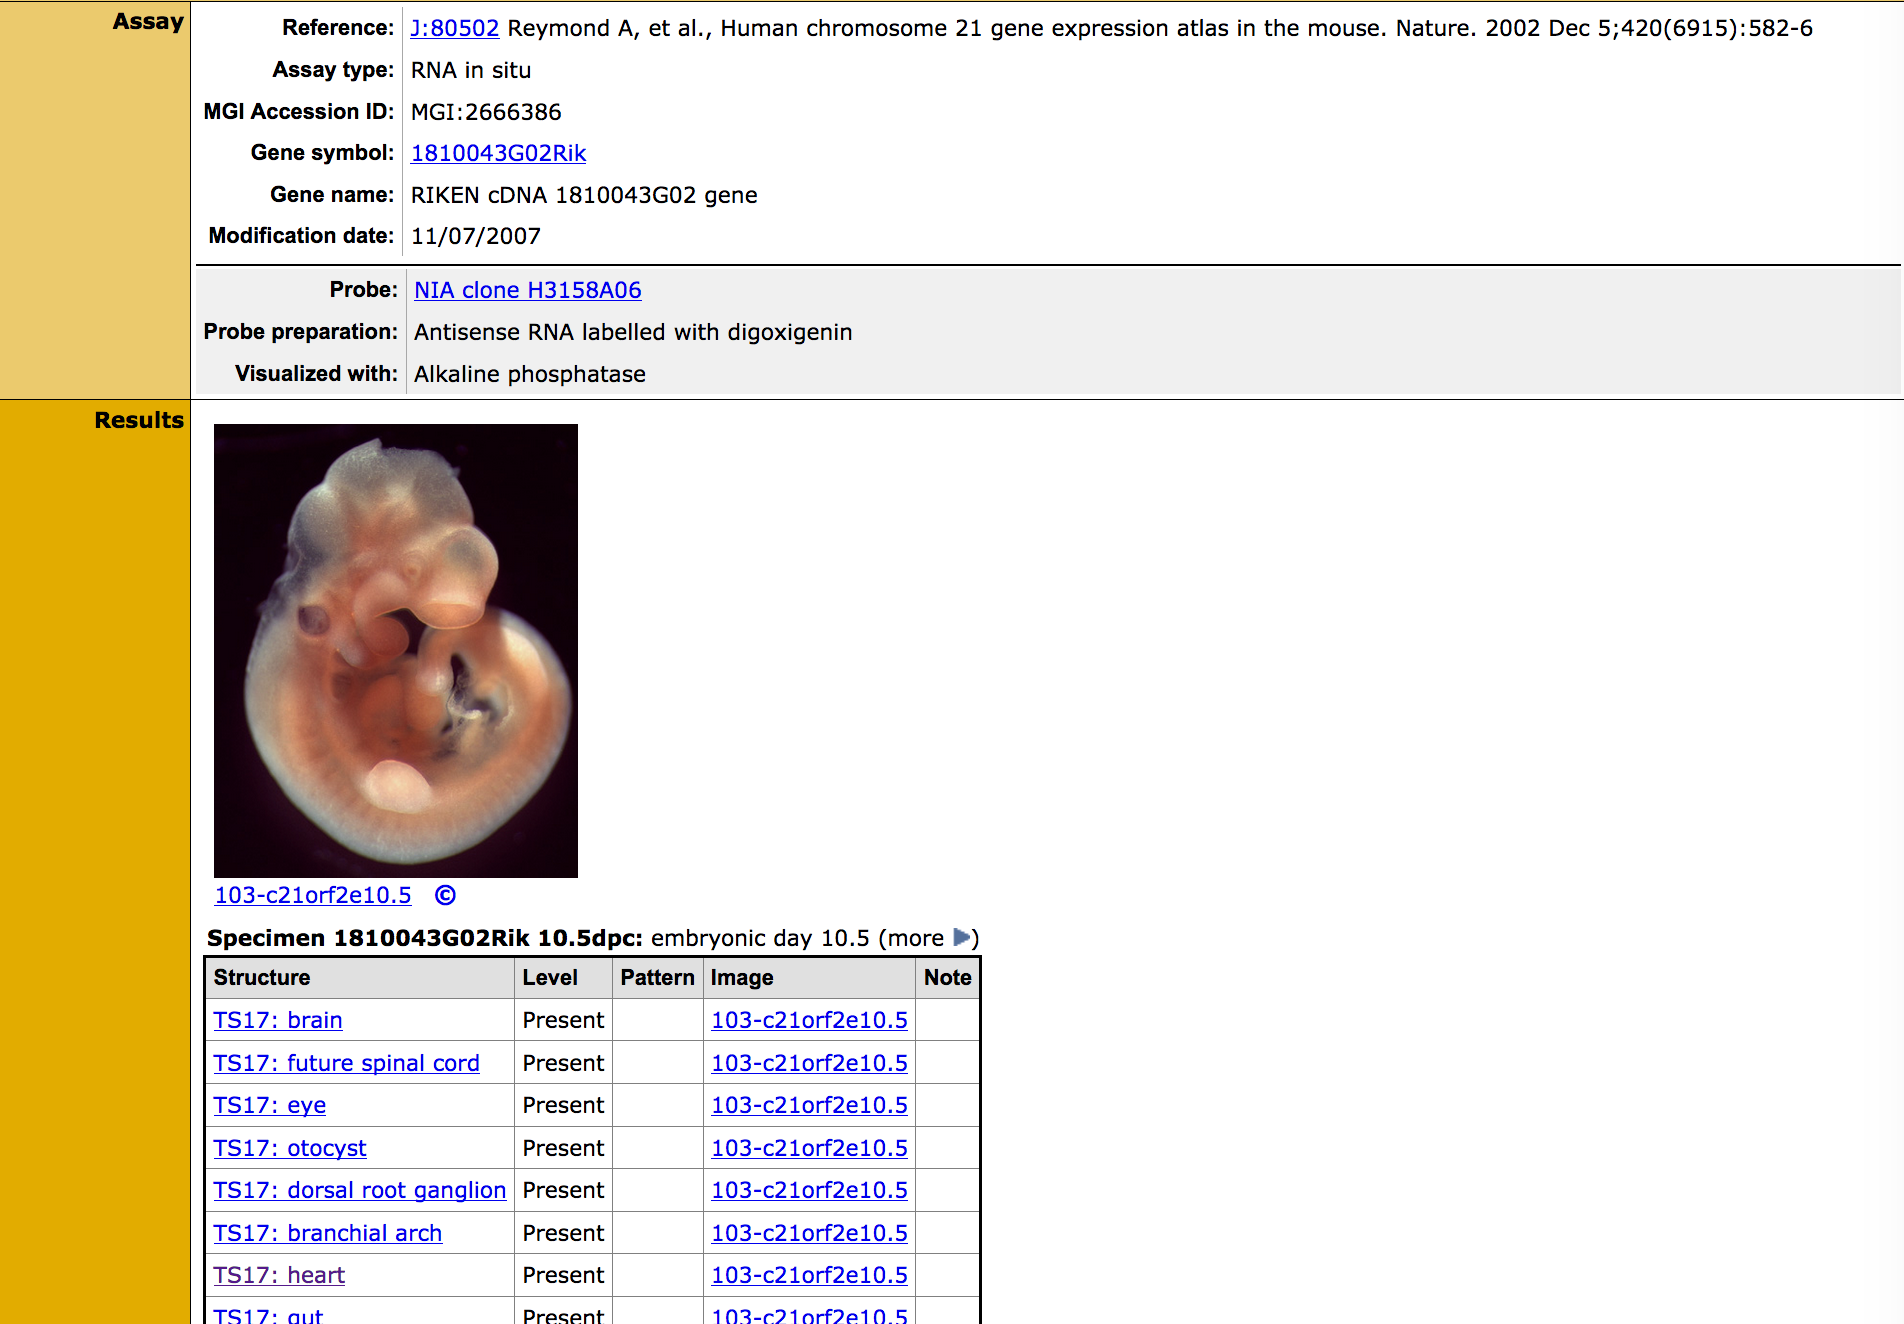 Assay
Reference: J:80502 Reymond A, et al., Human chromosome 21 gene expression atlas in the mouse. Nature. 2002 Dec 5;420(6915):582-6
Assay type: RNA in situ
MGI Accession ID: MGI:2666386
Gene symbol: 1810043G02Rik
Gene name: RIKEN cDNA 1810043G02 gene
Modification date: 11/07/2007
Probe: NIA clone H3158A06
Probe preparation: Antisense RNA labelled with digoxigenin
Visualized with: Alkaline phosphatase
Results
103-c21orf2e10.5 ©
Specimen 1810043G02Rik 10.5dpc: embryonic day 10.5 (more ▶)
Structure Level Pattern Image Note
TS17: brain Present 103-c21orf2e10.5
TS17: future spinal cord Present 103-c21orf2e10.5
TS17: eye Present 103-c21orf2e10.5
TS17: otocyst Present 103-c21orf2e10.5
TS17: dorsal root ganglion Present 103-c21orf2e10.5
TS17: branchial arch Present 103-c21orf2e10.5
TS17: heart Present 103-c21orf2e10.5
TS17: gut Present 103-c21orf2e10.5